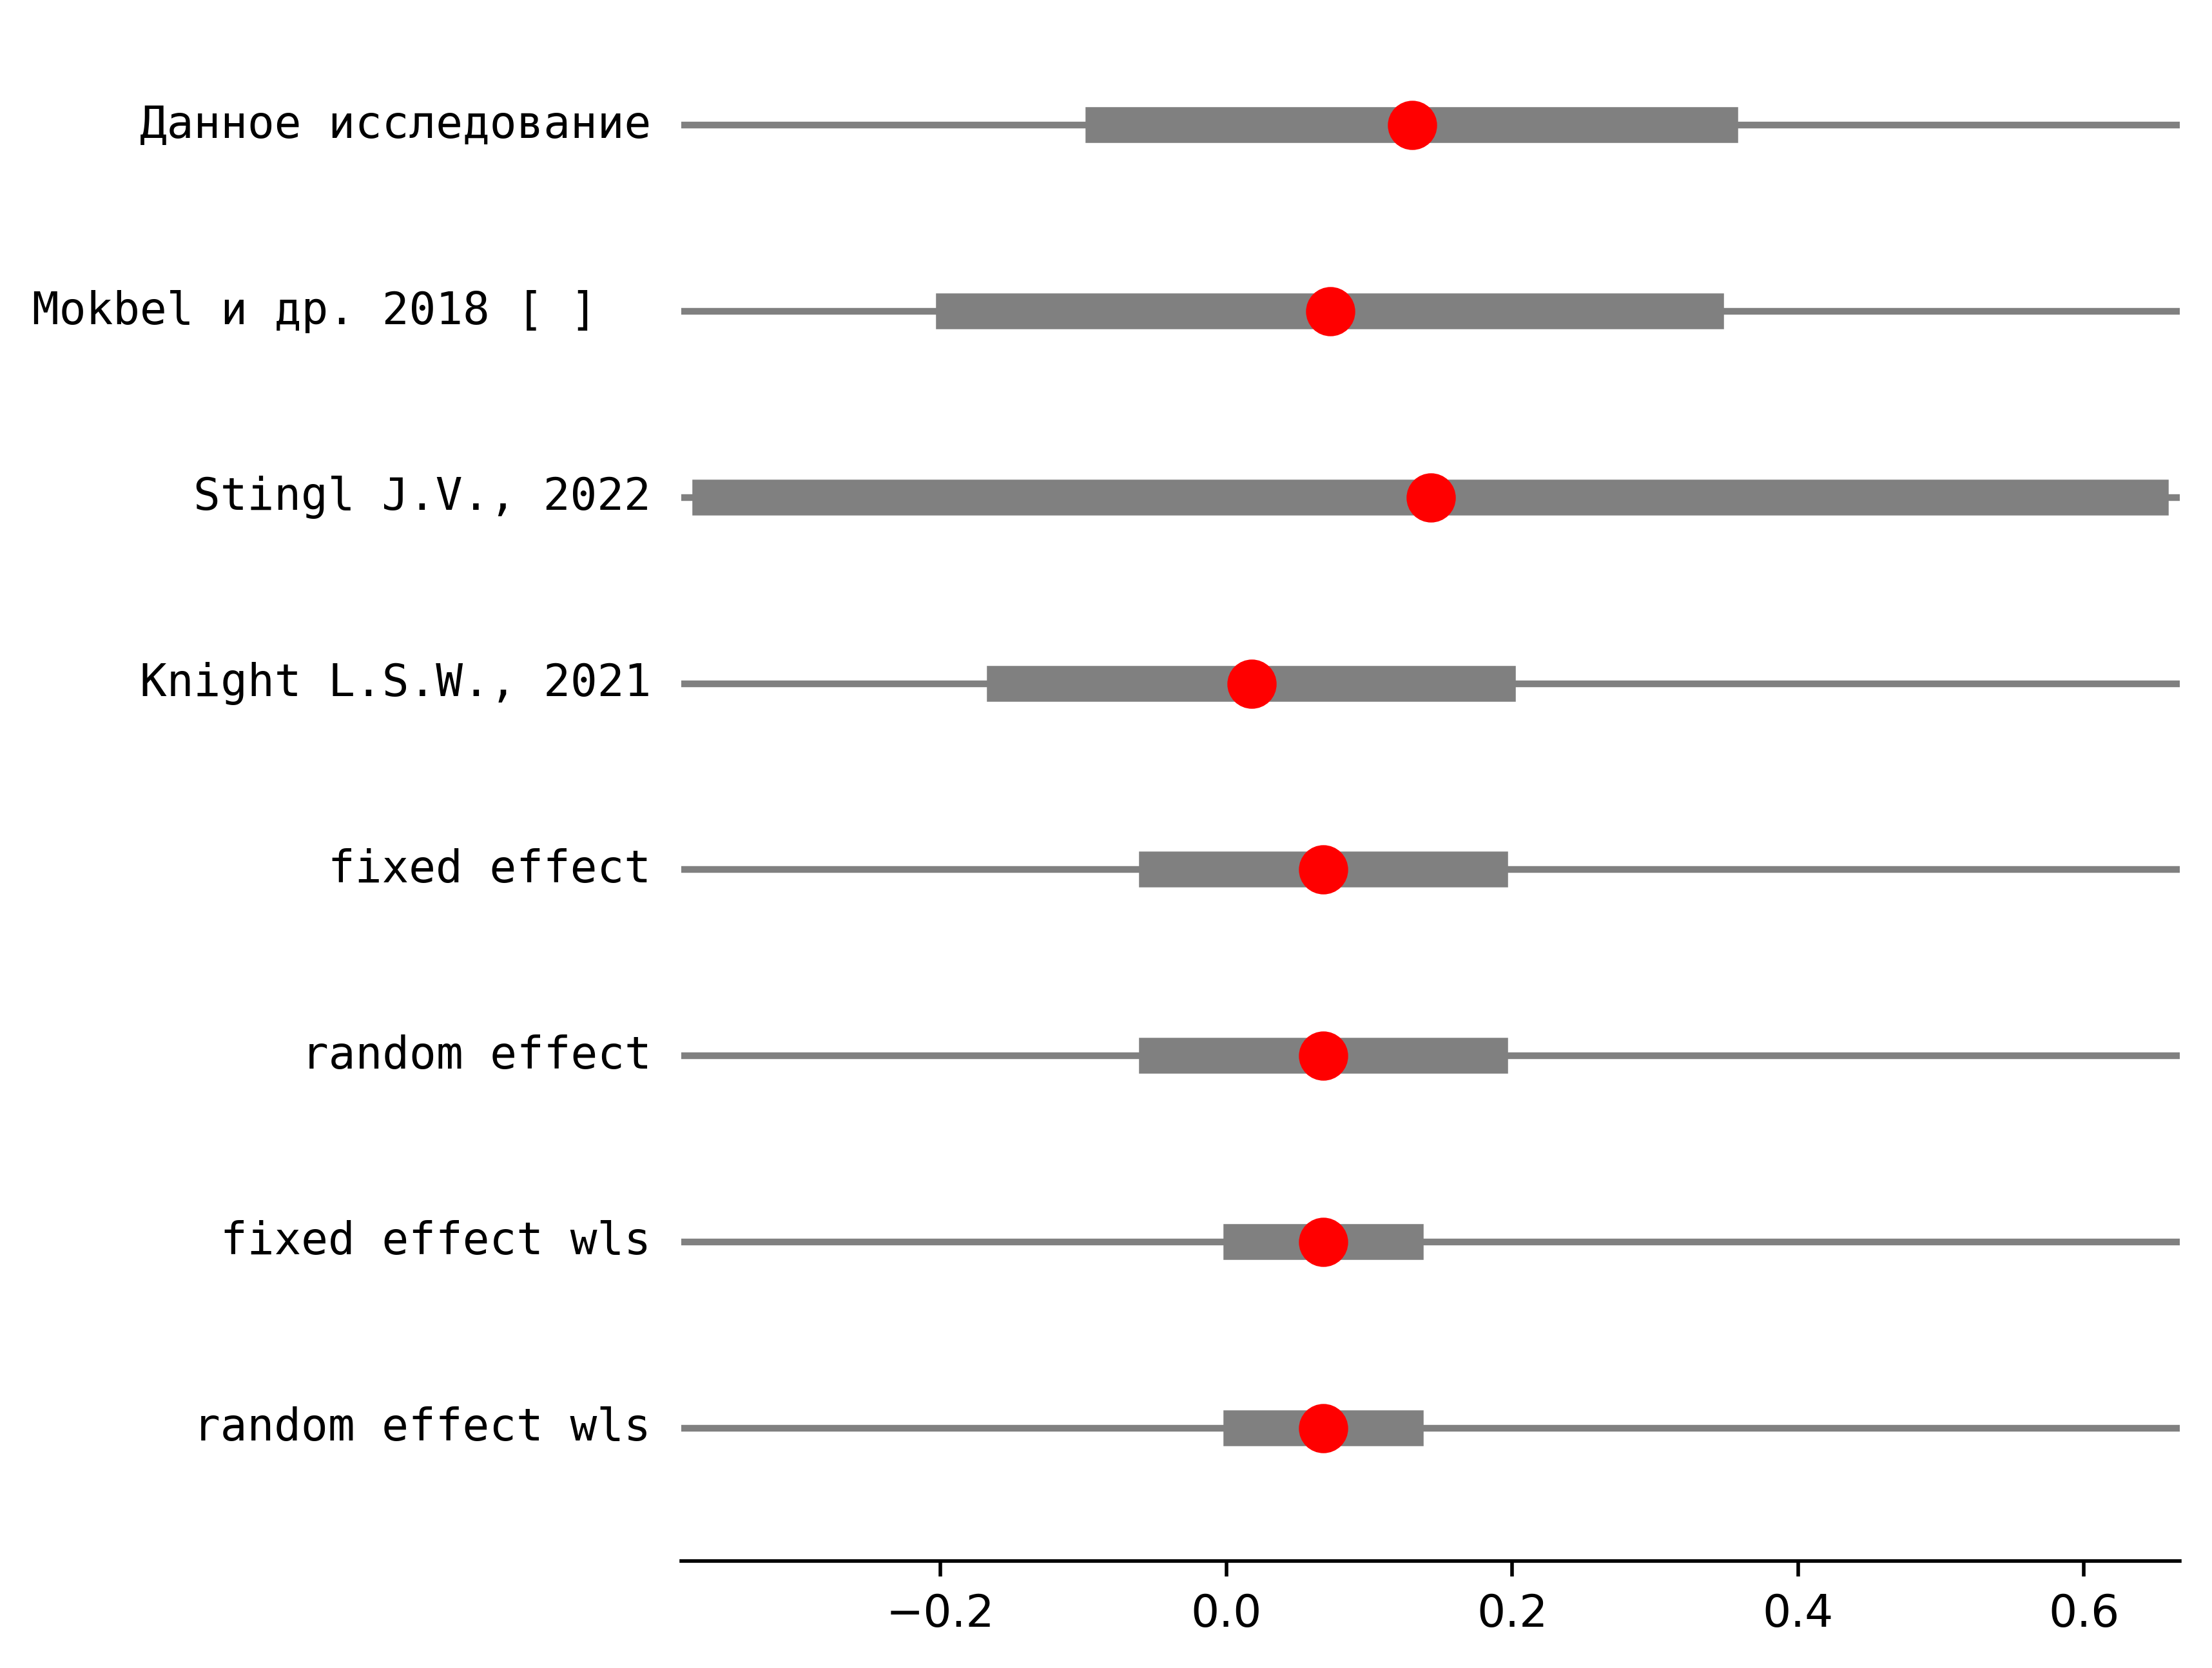 Данное исследование
Mokbel и др. 2018 [ ]
Stingl J.V., 2022
Knight L.S.W., 2021
fixed effect
random effect
fixed effect wls
random effect wls
−0.2 0.0 0.2 0.4 0.6